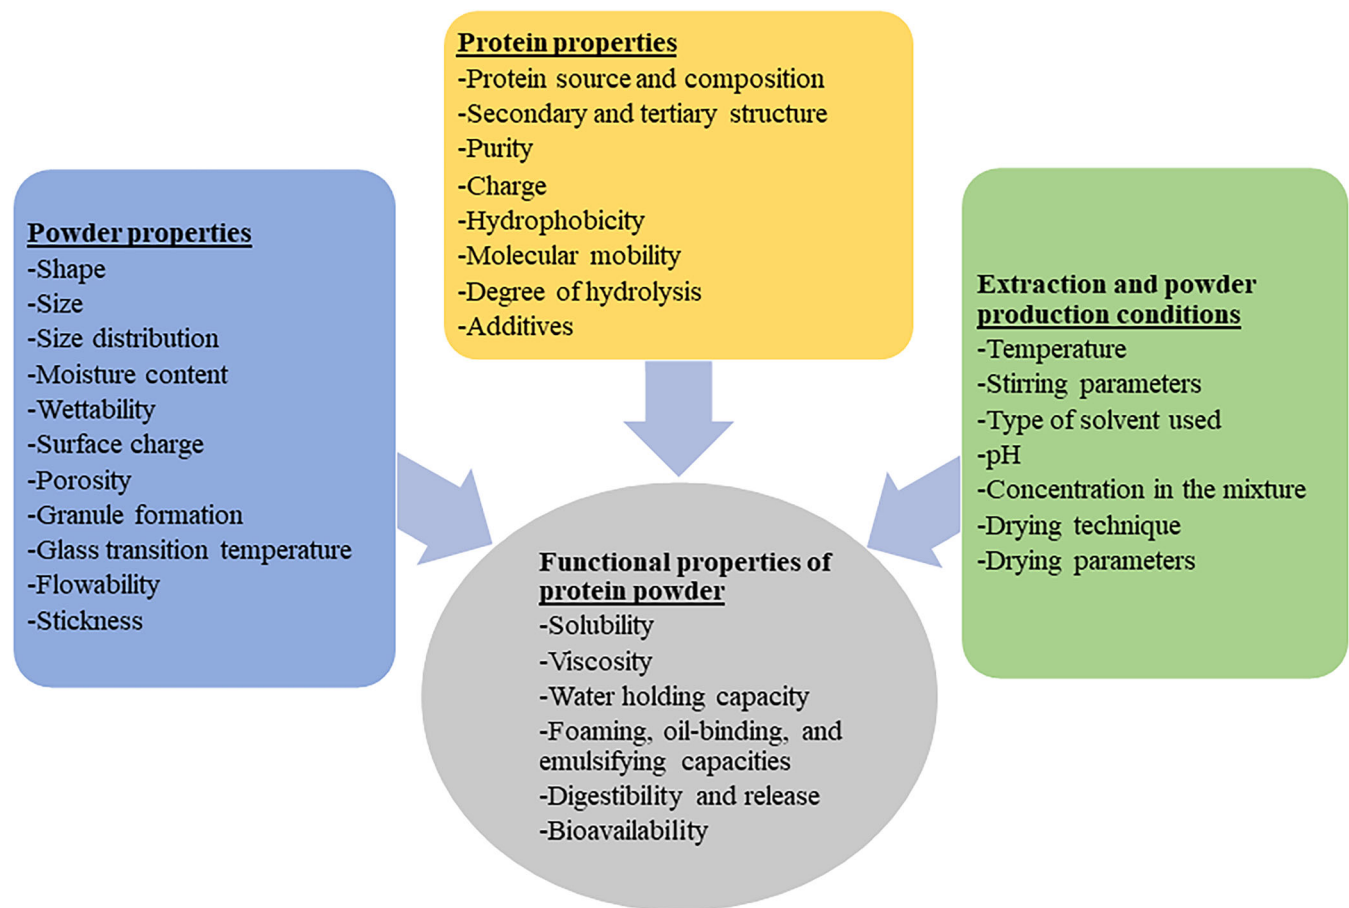 Protein properties
-Protein source and composition
-Secondary and tertiary structure
-Purity
-Charge
-Hydrophobicity
-Molecular mobility
-Degree of hydrolysis
-Additives
Powder properties
-Shape
-Size
-Size distribution
-Moisture content
-Wettability
-Surface charge
-Porosity
-Granule formation
-Glass transition temperature
-Flowability
-Stickness
Extraction and powder
production conditions
-Temperature
-Stirring parameters
-Type of solvent used
-pH
-Concentration in the mixture
-Drying technique
-Drying parameters
Functional properties of
protein powder
-Solubility
-Viscosity
-Water holding capacity
-Foaming, oil-binding, and
emulsifying capacities
-Digestibility and release
-Bioavailability